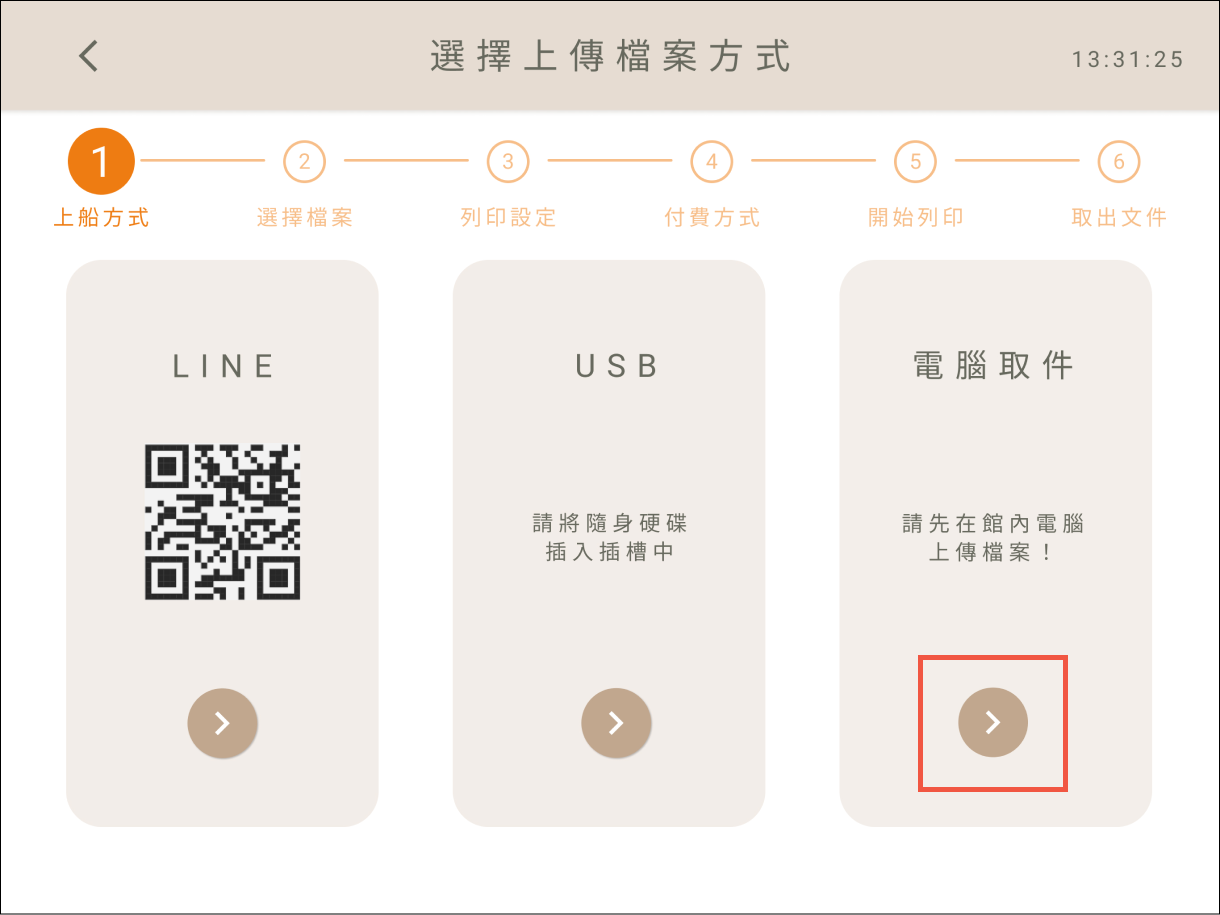 選擇上傳檔案方式
13:31:25
1
2
3
4
5
6
上船方式
選擇檔案
列印設定
付費方式
開始列印
取出文件
LINE
USB
請將隨身硬碟
插入插槽中
電腦取件
請先在館內電腦
上傳檔案！